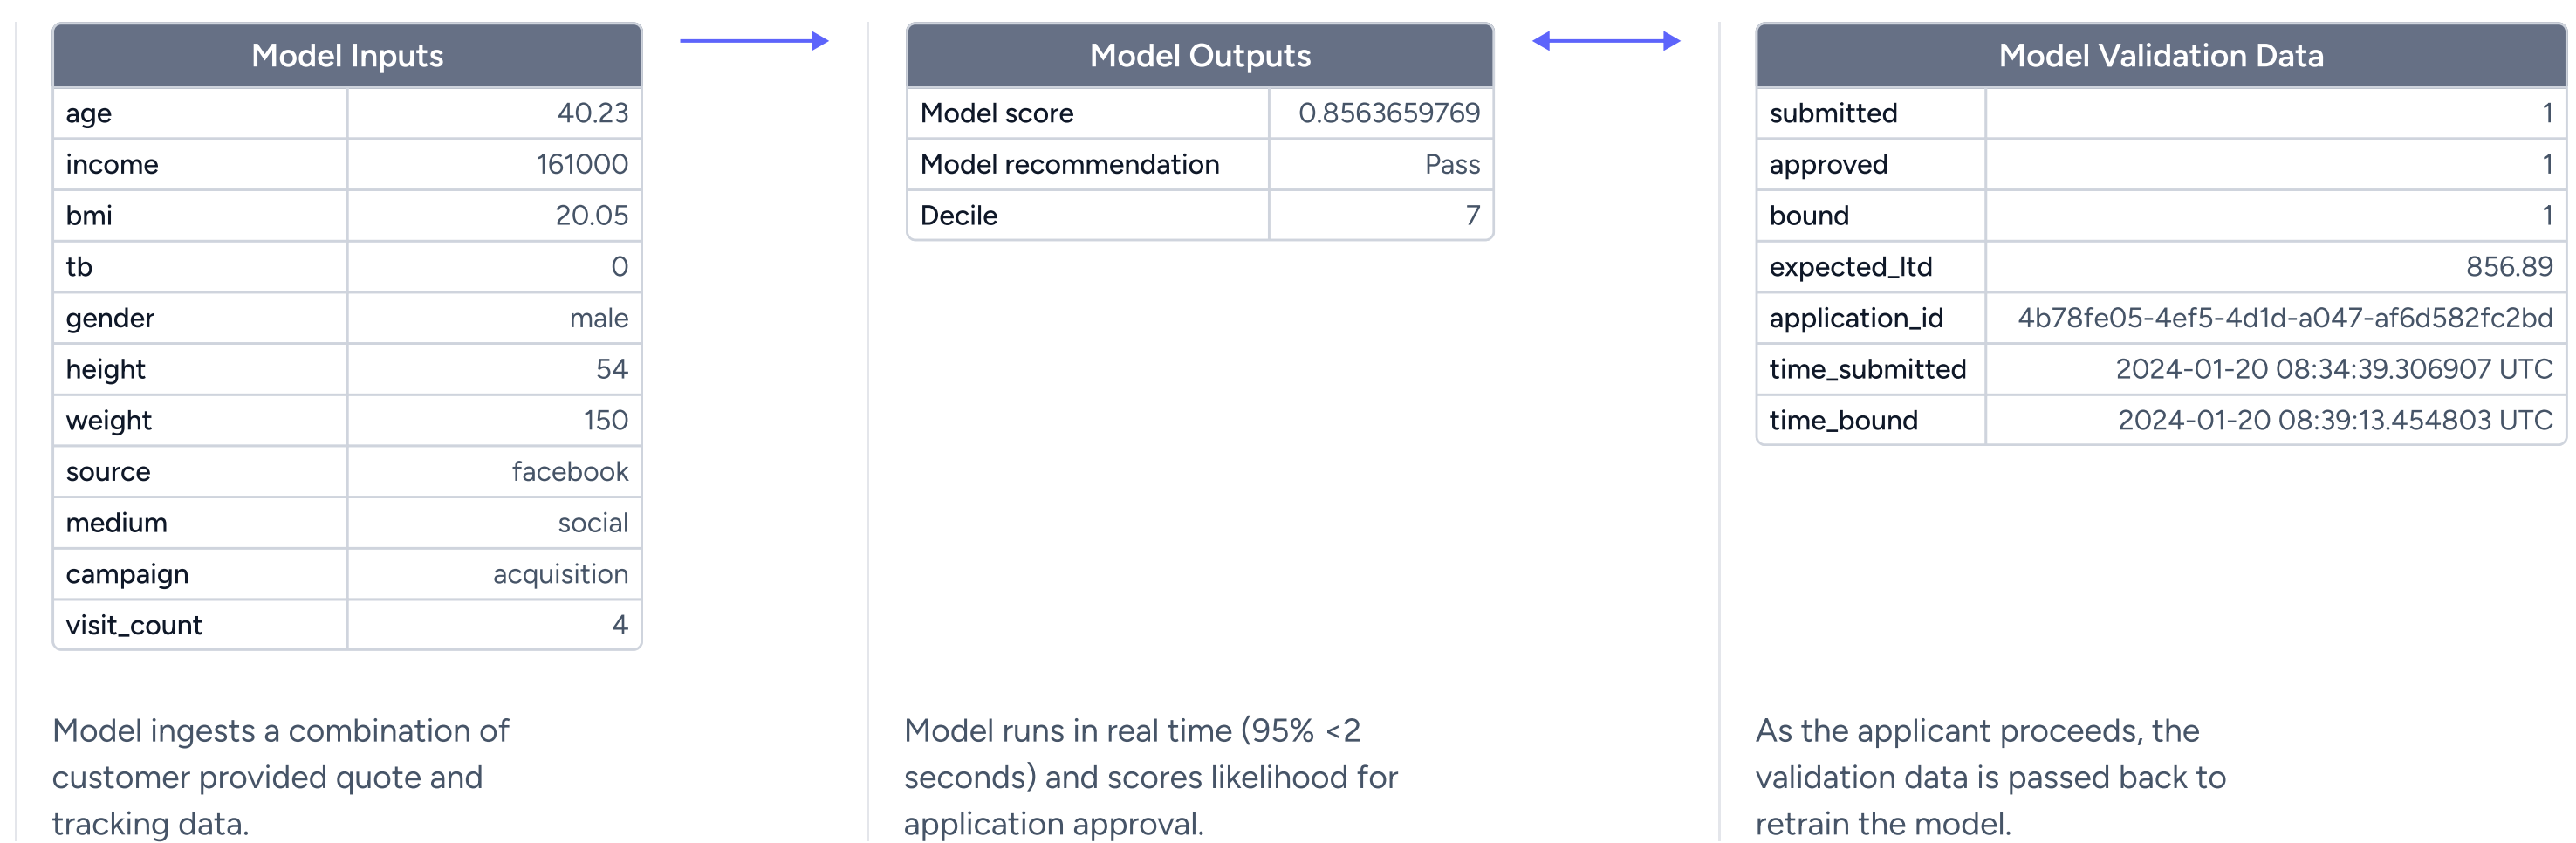 Model Inputs
age 40.23
income 161000
bmi 20.05
tb 0
gender male
height 54
weight 150
source facebook
medium social
campaign acquisition
visit_count 4
Model ingests a combination of
customer provided quote and
tracking data.
Model Outputs
Model score 0.8563659769
Model recommendation Pass
Decile 7
Model runs in real time (95% <2
seconds) and scores likelihood for
application approval.
Model Validation Data
submitted 1
approved 1
bound 1
expected_ltd 856.89
application_id 4b78fe05-4ef5-4d1d-a047-af6d582fc2bd
time_submitted 2024-01-20 08:34:39.306907 UTC
time_bound 2024-01-20 08:39:13.454803 UTC
As the applicant proceeds, the
validation data is passed back to
retrain the model.